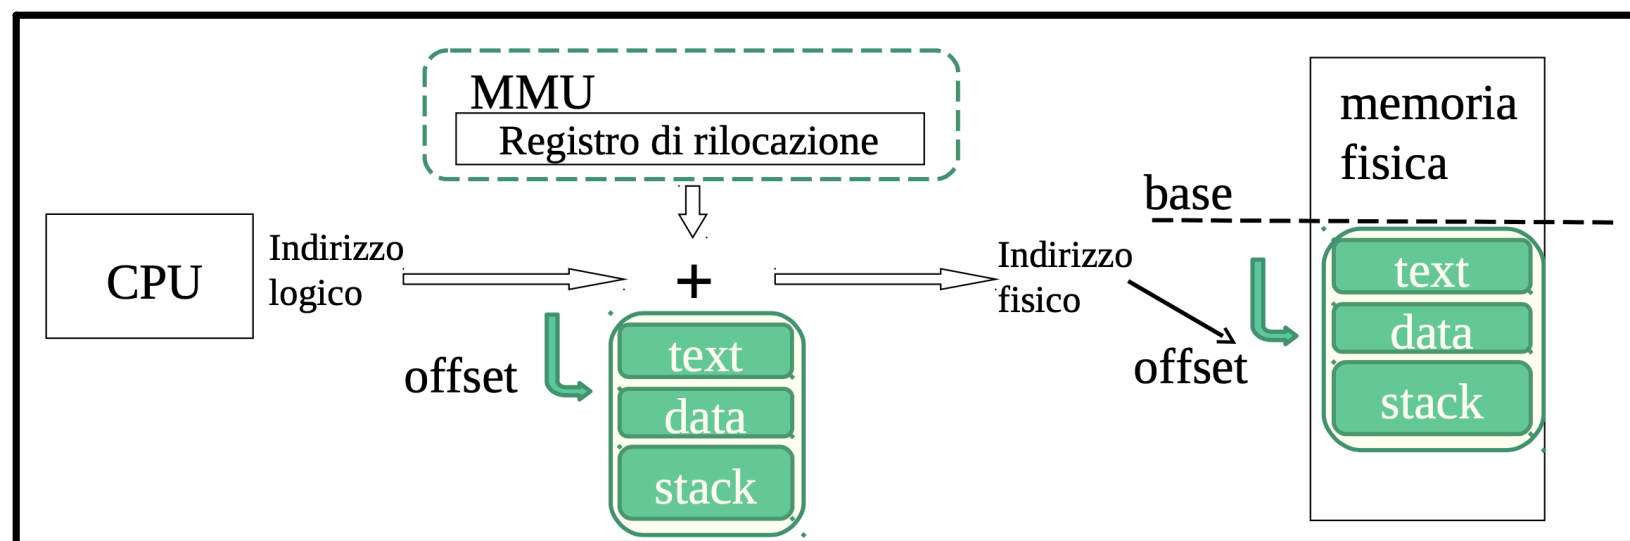 MMU
Registro di rilocazione
memoria
fisica
base
CPU
Indirizzo
logico
+
Indirizzo
fisico
offset
text
data
stack
offset
text
data
stack